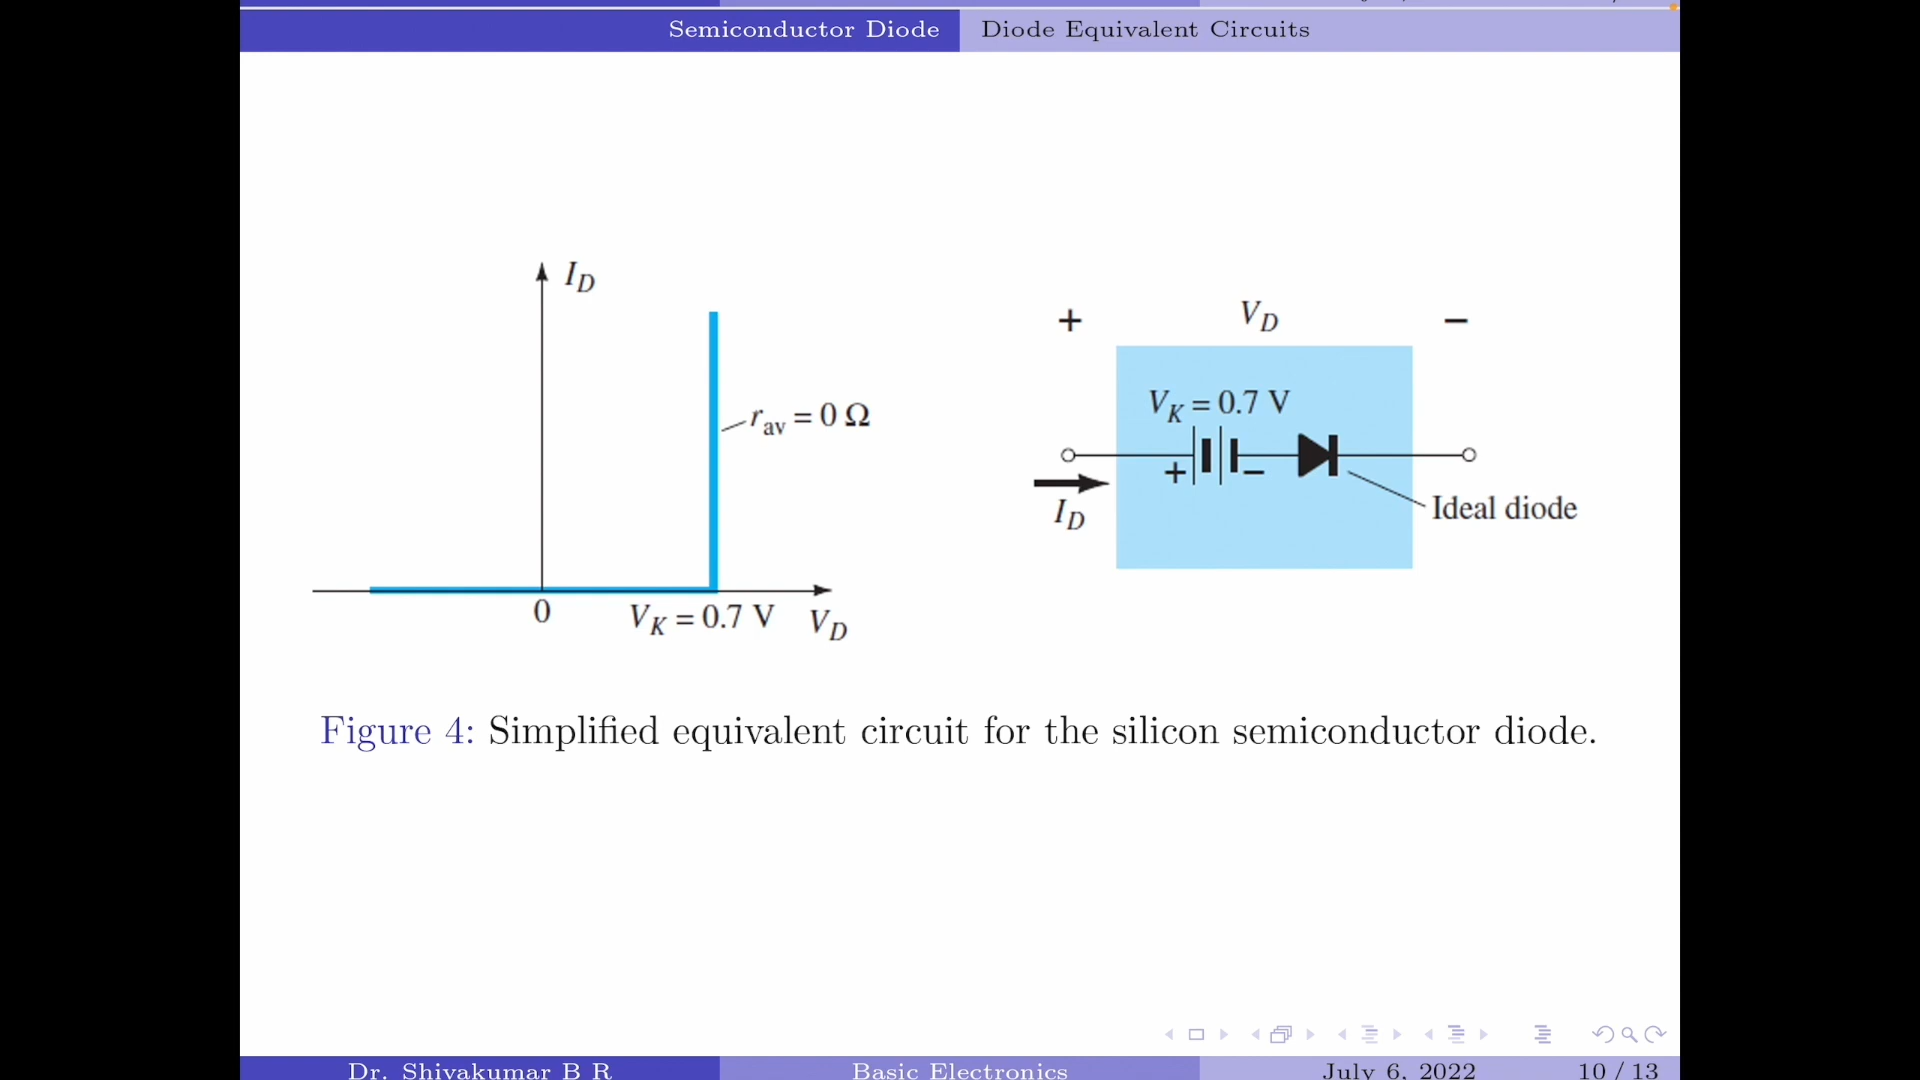 Semiconductor Diode
Diode Equivalent Circuits
I_D
r_av = 0 Ω
0
V_K = 0.7 V
V_D
+
V_D
−
V_K = 0.7 V
+
−
I_D
Ideal diode
Figure 4: Simplified equivalent circuit for the silicon semiconductor diode.
Dr. Shivakumar B R
Basic Electronics
July 6, 2022
10 / 13